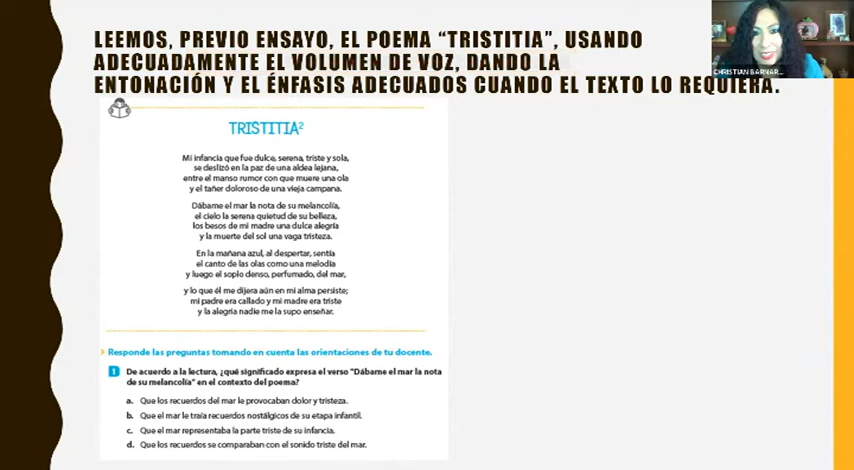 LEEMOS, PREVIO ENSAYO, EL POEMA “TRISTITIA”, USANDO
ADECUADAMENTE EL VOLUMEN DE VOZ, DANDO LA
ENTONACIÓN Y EL ÉNFASIS ADECUADOS CUANDO EL TEXTO LO REQUIERA.
CHRISTIAN BARNAR...
TRISTITIA²
Mi infancia que fue dulce, serena, triste y sola,
se deslizó en la paz de una aldea lejana,
entre el manso rumor con que muere una ola
y el tañer doloroso de una vieja campana.
Dábame el mar la nota de su melancolía,
el cielo la serena quietud de su belleza,
los besos de mi madre una dulce alegría
y la muerte del sol una vaga tristeza.
En la mañana azul, al despertar, sentía
el canto de las olas como una melodía
y luego el soplo denso, perfumado, del mar,
y lo que él me dijera aún en mi alma persiste;
mi padre era callado y mi madre era triste
y la alegría nadie me la supo enseñar.
Responde las preguntas tomando en cuenta las orientaciones de tu docente.
1 De acuerdo a la lectura, ¿qué significado expresa el verso "Dábame el mar la nota
de su melancolía" en el contexto del poema?
a. Que los recuerdos del mar le provocaban dolor y tristeza.
b. Que el mar le traía recuerdos nostálgicos de su etapa infantil.
c. Que el mar representaba la parte triste de su infancia.
d. Que los recuerdos se comparaban con el sonido triste del mar.